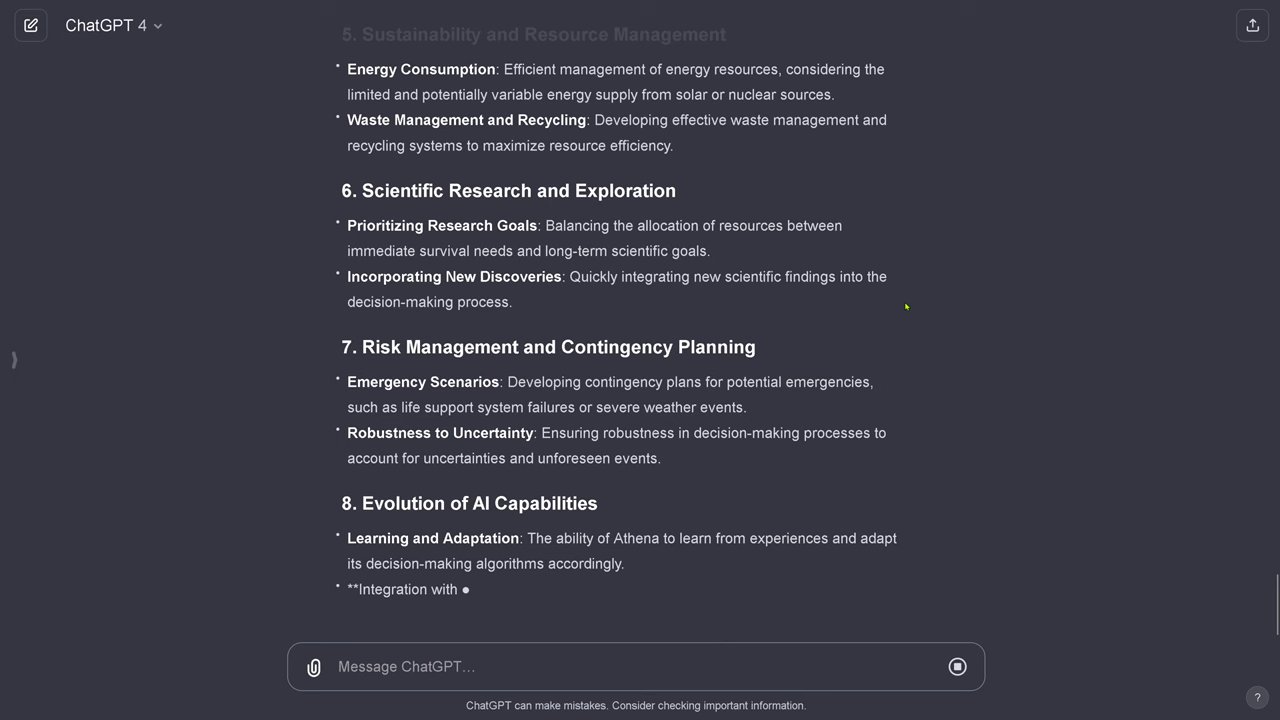 ChatGPT 4
5. Sustainability and Resource Management
• Energy Consumption: Efficient management of energy resources, considering the
limited and potentially variable energy supply from solar or nuclear sources.
• Waste Management and Recycling: Developing effective waste management and
recycling systems to maximize resource efficiency.
6. Scientific Research and Exploration
• Prioritizing Research Goals: Balancing the allocation of resources between
immediate survival needs and long-term scientific goals.
• Incorporating New Discoveries: Quickly integrating new scientific findings into the
decision-making process.
7. Risk Management and Contingency Planning
• Emergency Scenarios: Developing contingency plans for potential emergencies,
such as life support system failures or severe weather events.
• Robustness to Uncertainty: Ensuring robustness in decision-making processes to
account for uncertainties and unforeseen events.
8. Evolution of AI Capabilities
• Learning and Adaptation: The ability of Athena to learn from experiences and adapt
its decision-making algorithms accordingly.
• **Integration with ●
Message ChatGPT…
ChatGPT can make mistakes. Consider checking important information.
?